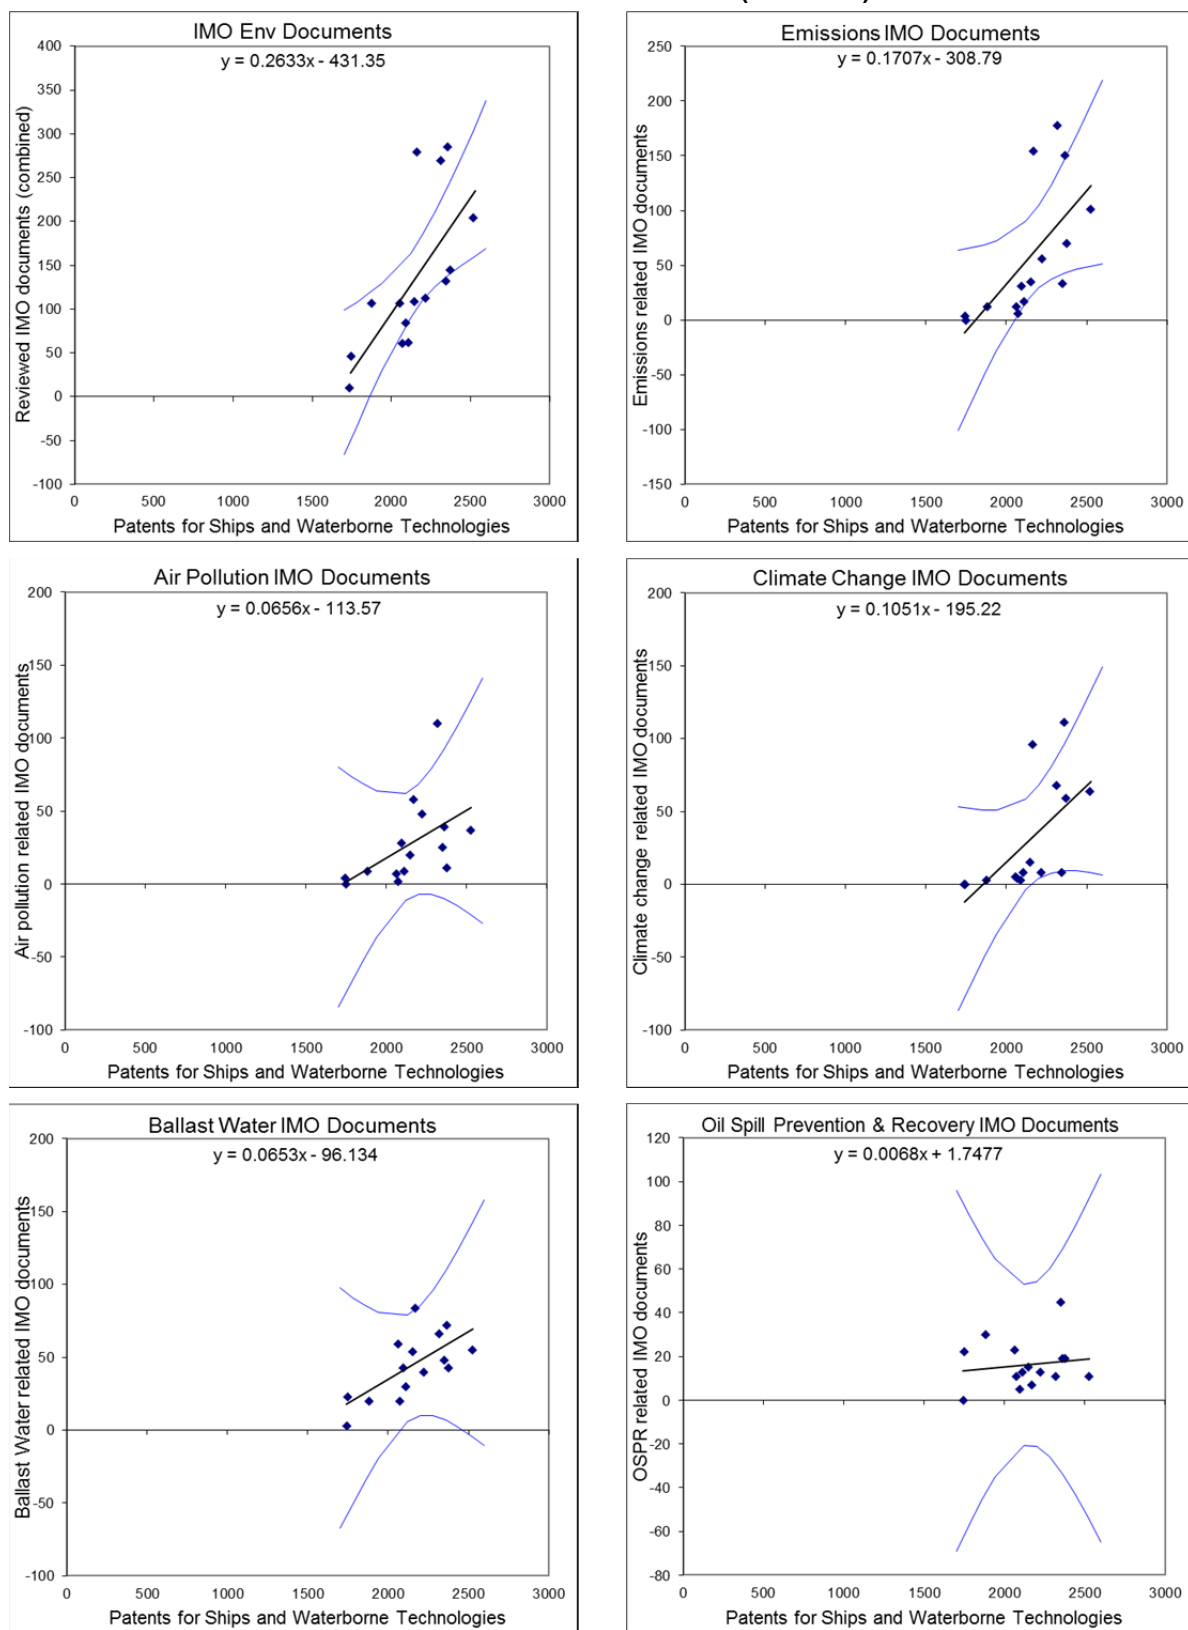 IMO Env Documents
y = 0.2633x - 431.35
Reviewed IMO documents (combined)
400
350
300
250
200
150
100
50
0
-50
-100
0 500 1000 1500 2000 2500 3000
Patents for Ships and Waterborne Technologies
Emissions IMO Documents
y = 0.1707x - 308.79
Emissions related IMO documents
250
200
150
100
50
0
-50
-100
-150
0 500 1000 1500 2000 2500 3000
Patents for Ships and Waterborne Technologies
Air Pollution IMO Documents
y = 0.0656x - 113.57
Air pollution related IMO documents
200
150
100
50
0
-50
-100
0 500 1000 1500 2000 2500 3000
Patents for Ships and Waterborne Technologies
Climate Change IMO Documents
y = 0.1051x - 195.22
Climate change related IMO documents
200
150
100
50
0
-50
-100
0 500 1000 1500 2000 2500 3000
Patents for Ships and Waterborne Technologies
Ballast Water IMO Documents
y = 0.0653x - 96.134
Ballast Water related IMO documents
200
150
100
50
0
-50
-100
0 500 1000 1500 2000 2500 3000
Patents for Ships and Waterborne Technologies
Oil Spill Prevention & Recovery IMO Documents
y = 0.0068x + 1.7477
OSPR related IMO documents
120
100
80
60
40
20
0
-20
-40
-60
-80
0 500 1000 1500 2000 2500 3000
Patents for Ships and Waterborne Technologies